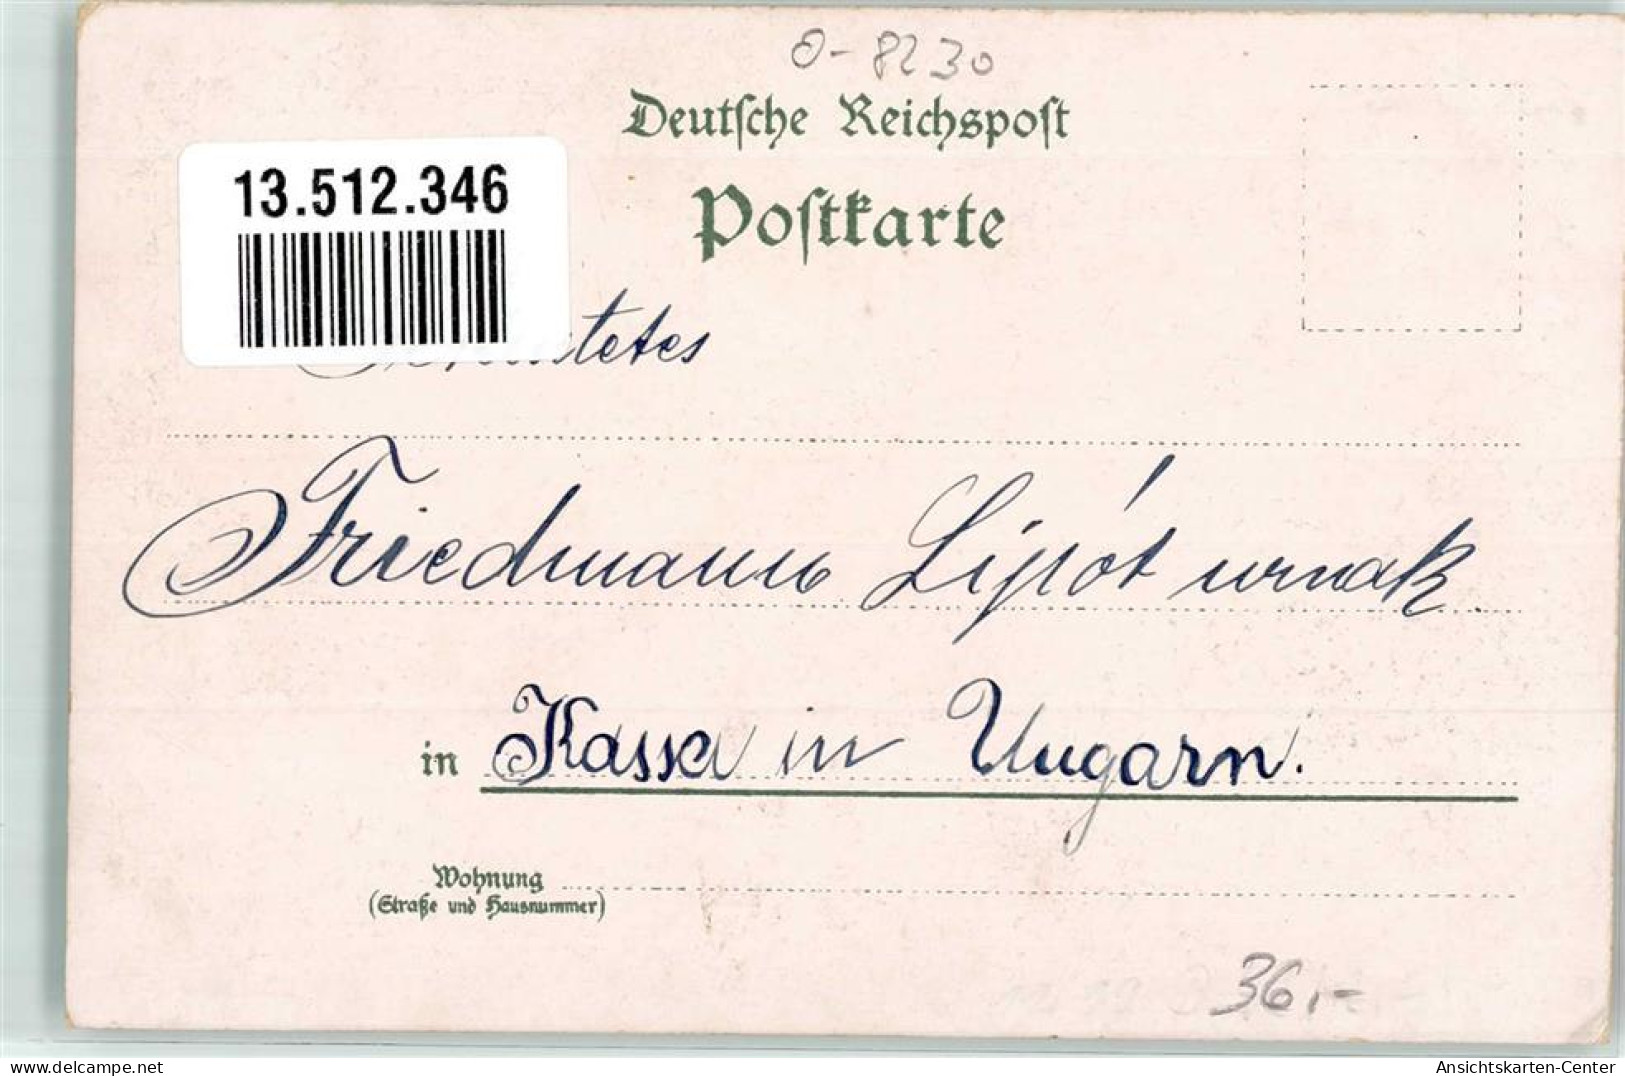 0-8230
Deutsche Reichspost
Postkarte
13.512.346
Friedmann Lipót urnak
in Kassa in Ungarn.
Wohnung
(Straße und Hausnummer)
36,-
delcampe.net
Ansichtskarten-Center